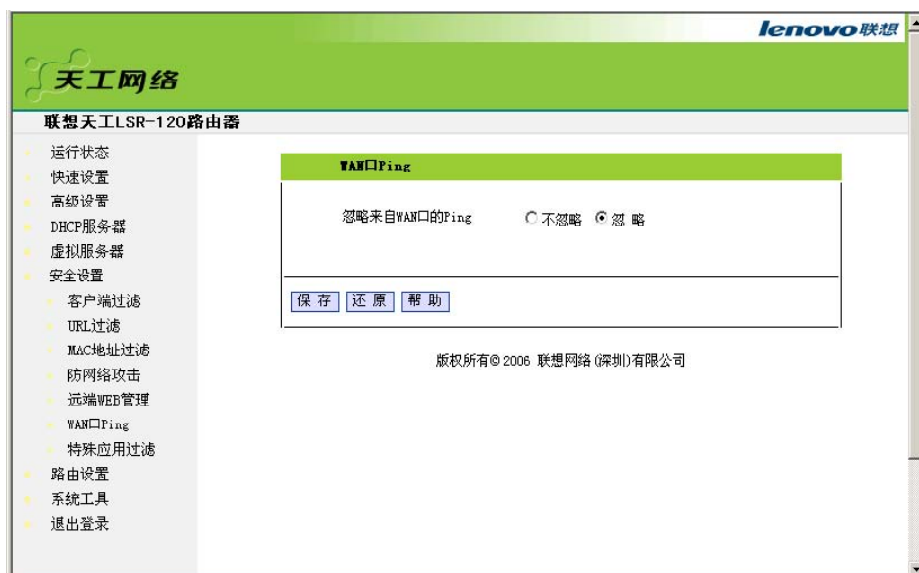 lenovo联想
天工网络
联想天工LSR-120路由器
运行状态
快速设置
高级设置
DHCP服务器
虚拟服务器
安全设置
客户端过滤
URL过滤
MAC地址过滤
防网络攻击
远端WEB管理
WAN口Ping
特殊应用过滤
路由设置
系统工具
退出登录
WAN口Ping
忽略来自WAN口的Ping 不忽略 忽 略
保 存 还 原 帮 助
版权所有© 2006 联想网络(深圳)有限公司